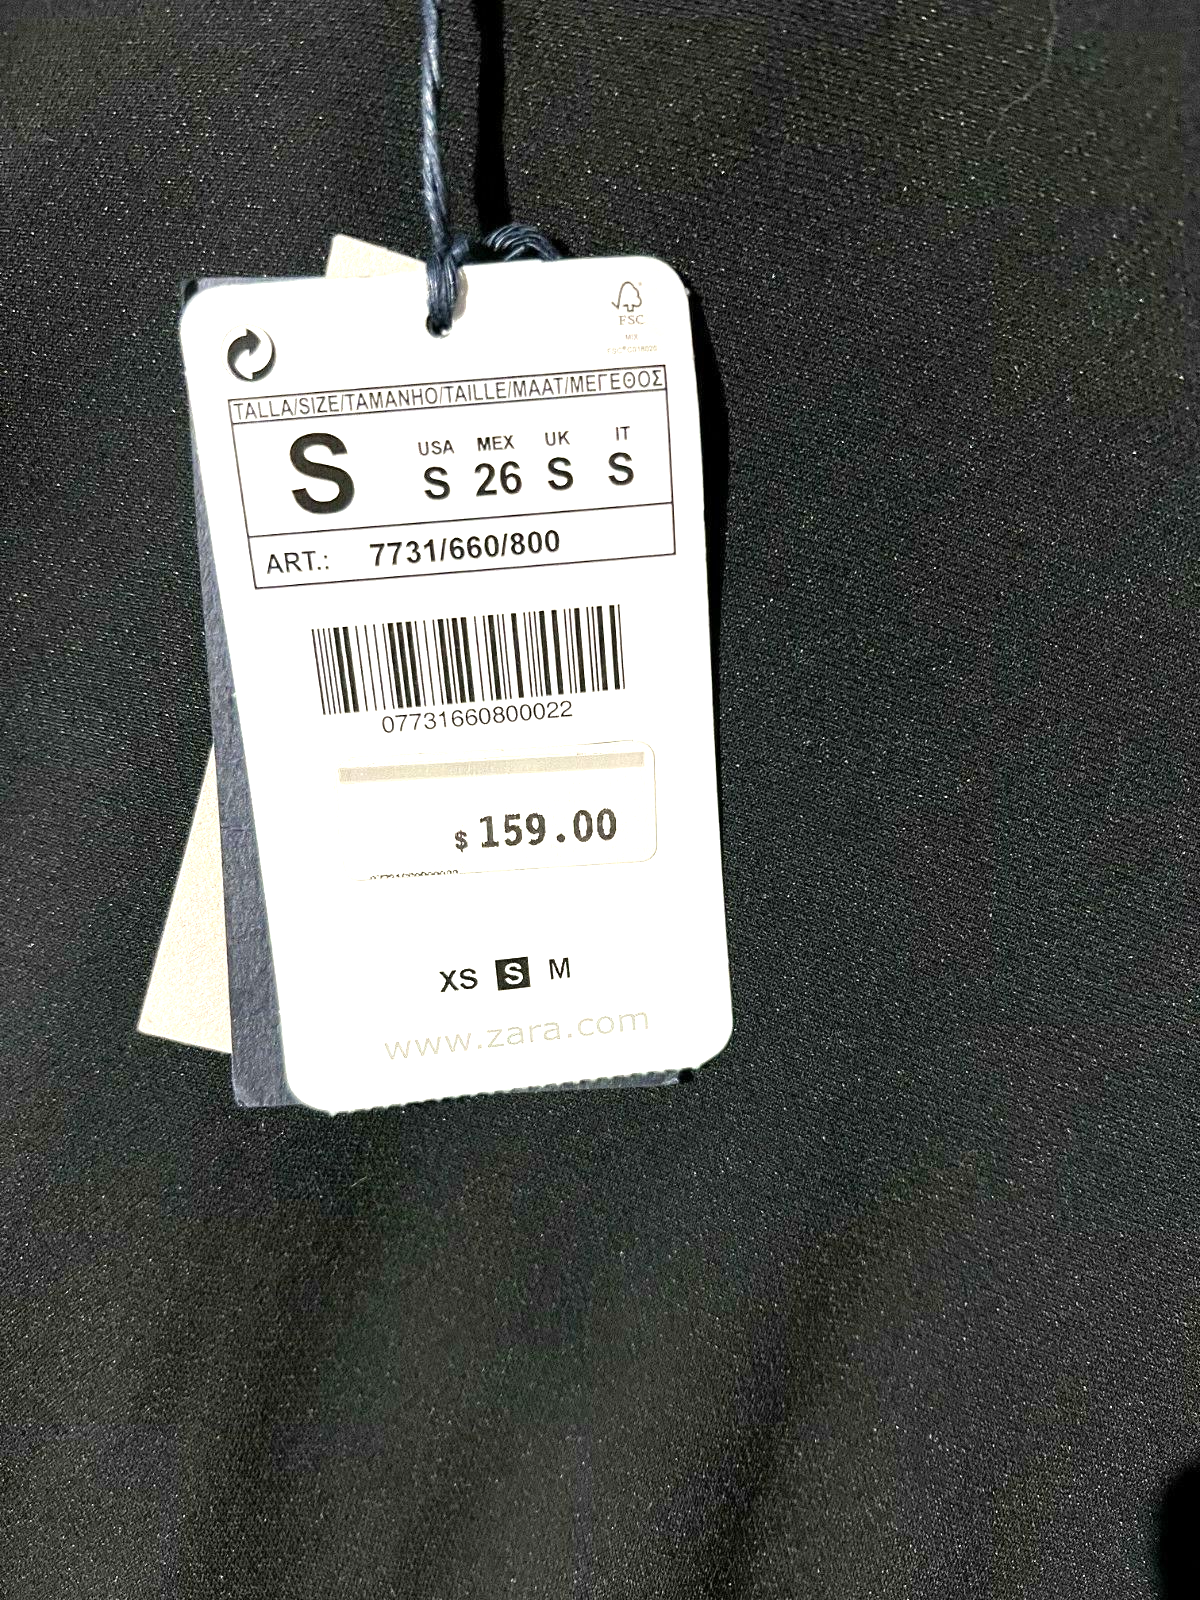 FSC
MIX
TALLA/SIZE/TAMANHO/TAILLE/MAAT/ΜΕΓΕΘΟΣ
S
USA MEX UK IT
S 26 S S
ART.: 7731/660/800
07731660800022
$ 159.00
XS S M
www.zara.com